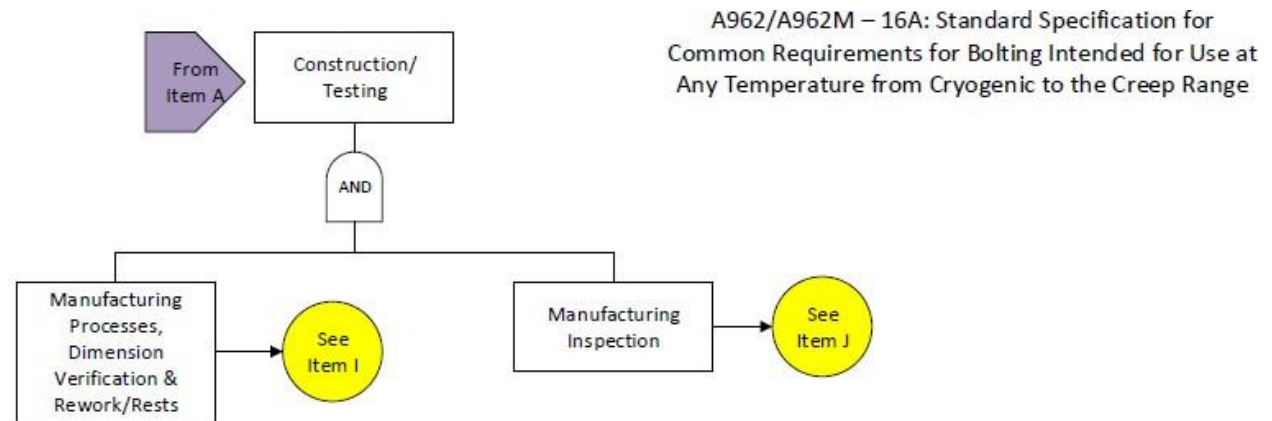 A962/A962M – 16A: Standard Specification for
Common Requirements for Bolting Intended for Use at
Any Temperature from Cryogenic to the Creep Range
From
Item A
Construction/
Testing
AND
Manufacturing
Processes,
Dimension
Verification &
Rework/Rests
See
Item I
Manufacturing
Inspection
See
Item J